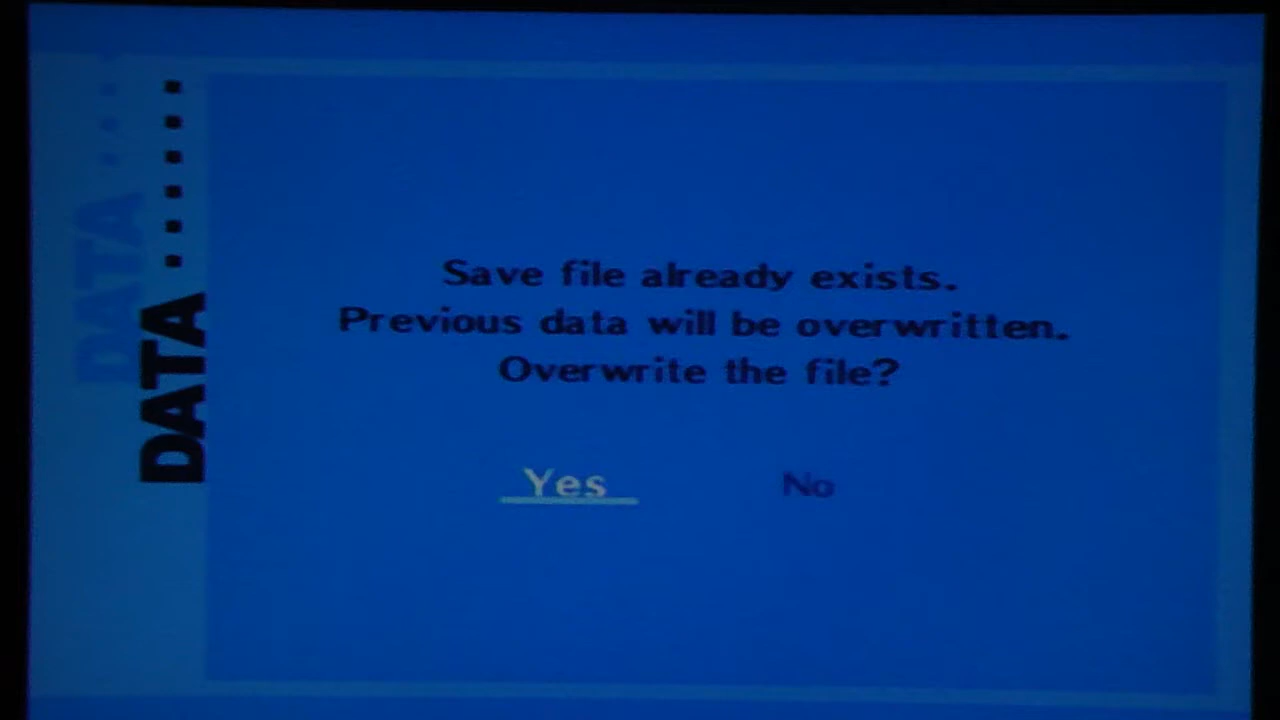 DATA
DATA
Save file already exists.
Previous data will be overwritten.
Overwrite the file?
Yes No